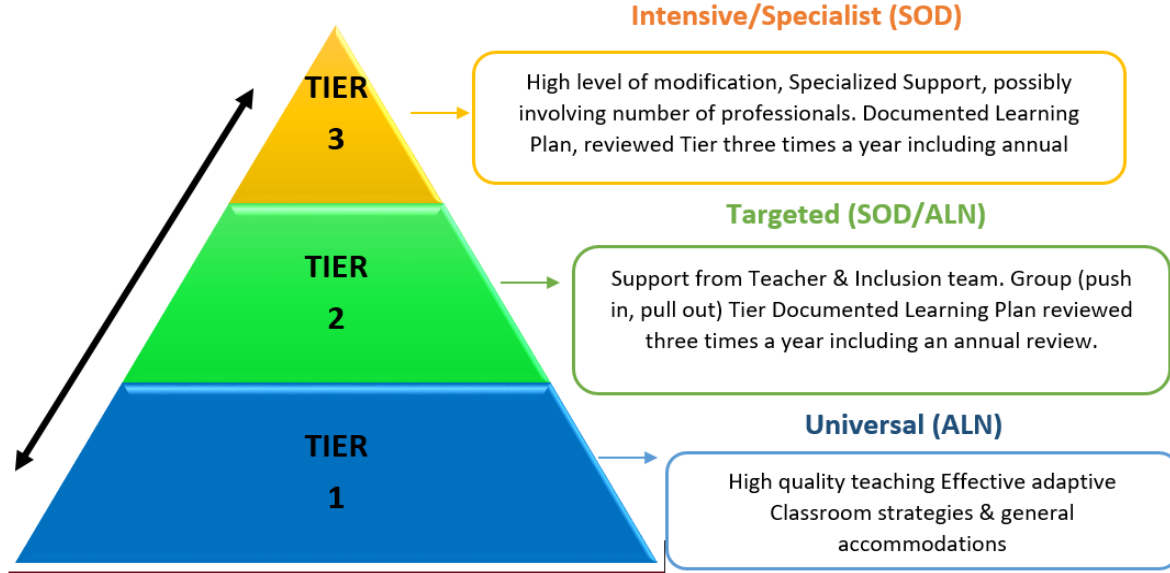 Intensive/Specialist (SOD)
TIER
3
High level of modification, Specialized Support, possibly
involving number of professionals. Documented Learning
Plan, reviewed Tier three times a year including annual
Targeted (SOD/ALN)
TIER
2
Support from Teacher & Inclusion team. Group (push
in, pull out) Tier Documented Learning Plan reviewed
three times a year including an annual review.
Universal (ALN)
TIER
1
High quality teaching Effective adaptive
Classroom strategies & general
accommodations